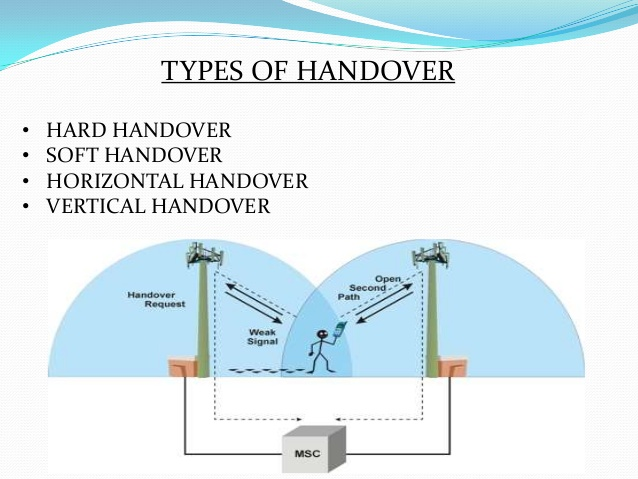 TYPES OF HANDOVER
• HARD HANDOVER
• SOFT HANDOVER
• HORIZONTAL HANDOVER
• VERTICAL HANDOVER
Handover
Request
Weak
Signal
Open
Second
Path
MSC